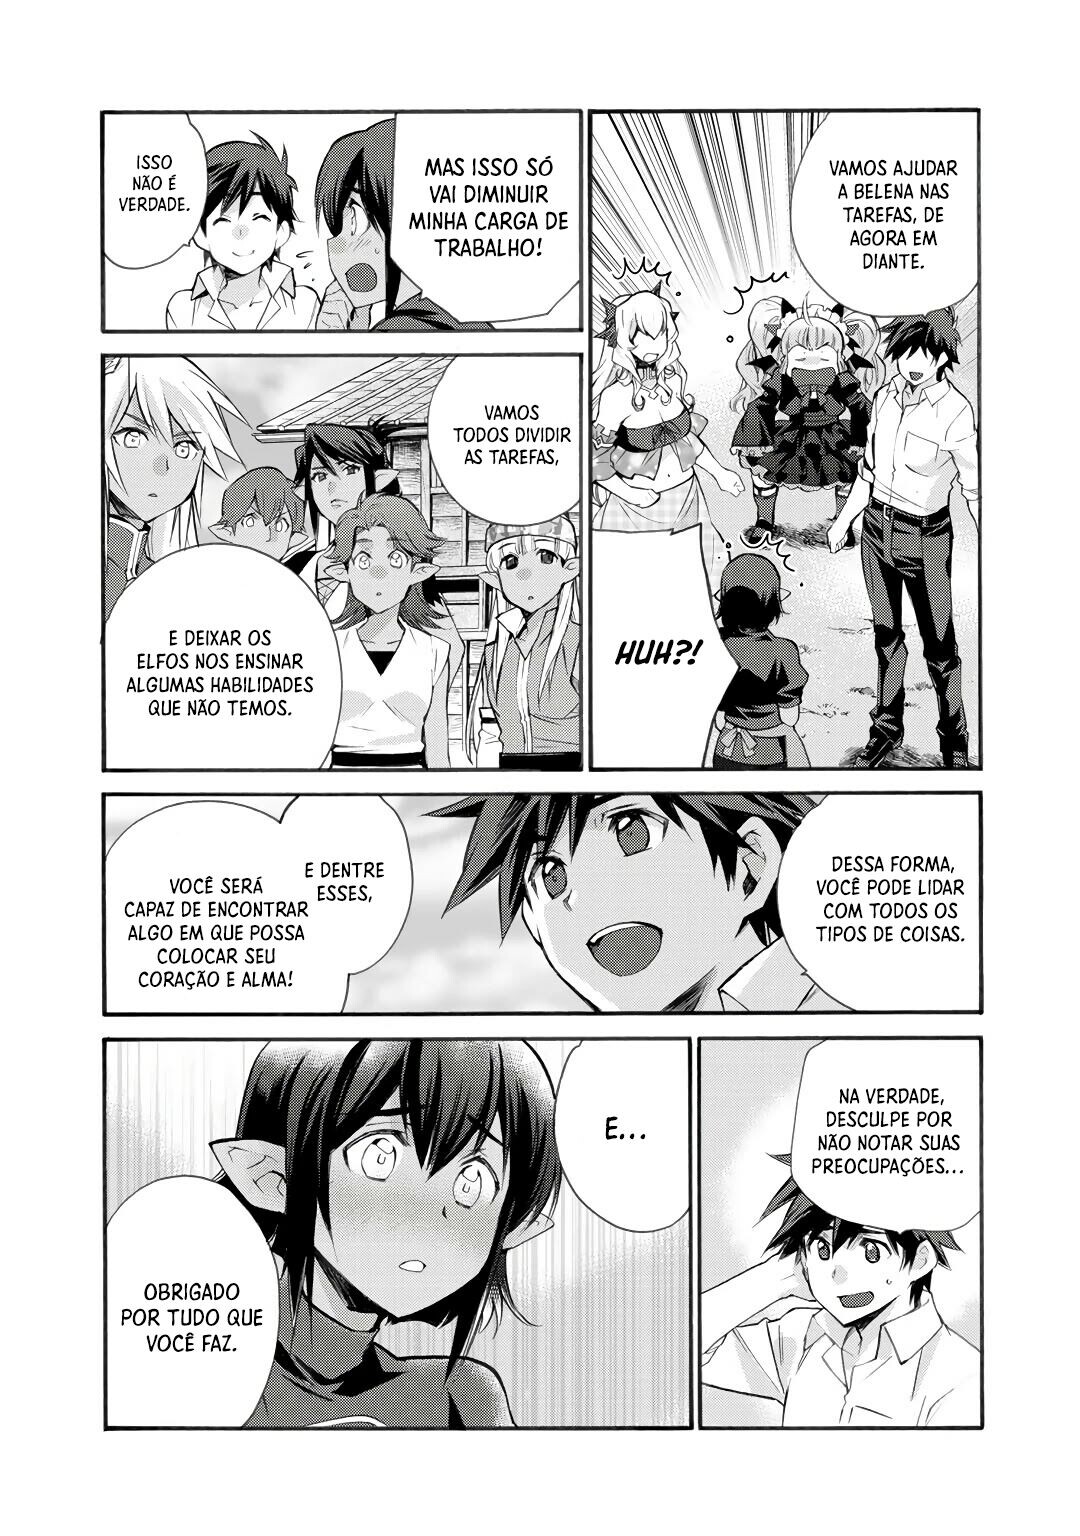 VAMOS AJUDAR
A BELENA NAS
TAREFAS, DE
AGORA EM
DIANTE.
HUH?!
MAS ISSO SÓ
VAI DIMINUIR
MINHA CARGA DE
TRABALHO!
ISSO
NÃO É
VERDADE.
VAMOS
TODOS DIVIDIR
AS TAREFAS,
E DEIXAR OS
ELFOS NOS ENSINAR
ALGUMAS HABILIDADES
QUE NÃO TEMOS.
DESSA FORMA,
VOCÊ PODE LIDAR
COM TODOS OS
TIPOS DE COISAS.
E DENTRE
ESSES,
VOCÊ SERÁ
CAPAZ DE ENCONTRAR
ALGO EM QUE POSSA
COLOCAR SEU
CORAÇÃO E ALMA!
NA VERDADE,
DESCULPE POR
NÃO NOTAR SUAS
PREOCUPAÇÕES...
E...
OBRIGADO
POR TUDO QUE
VOCÊ FAZ.